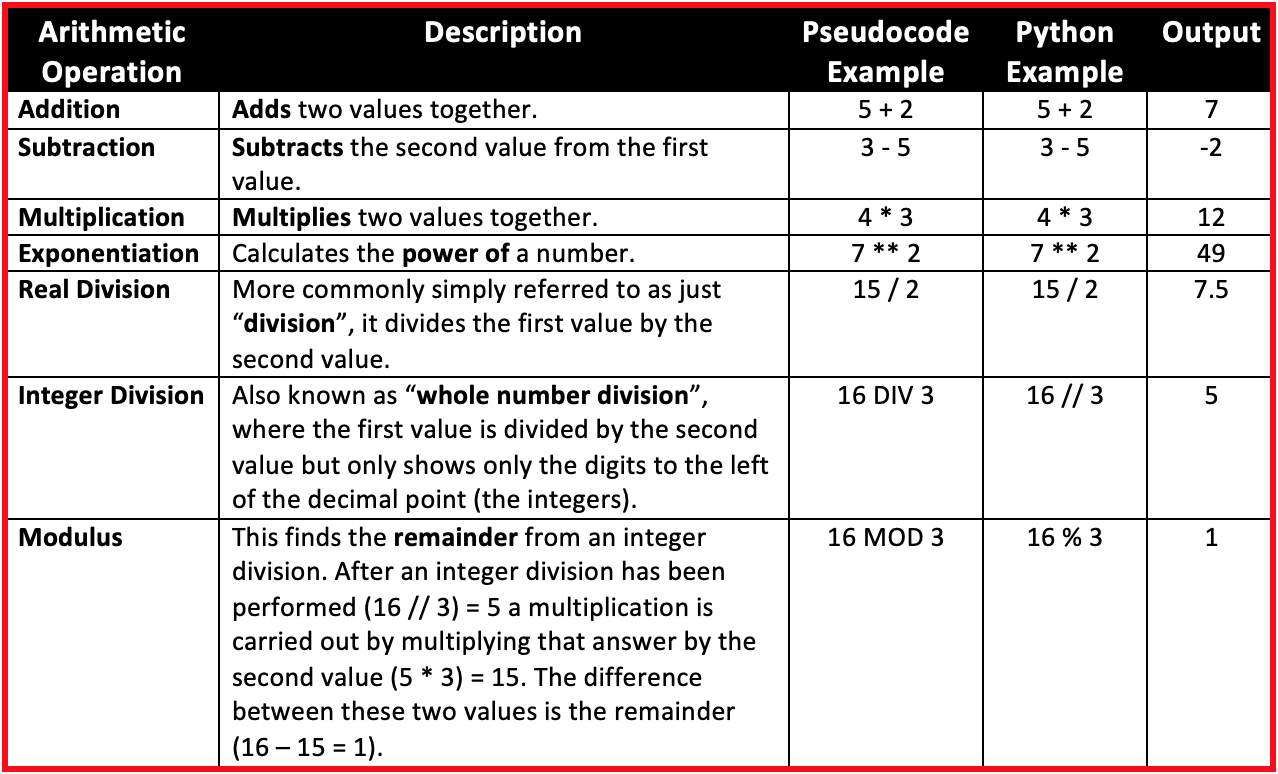 Arithmetic Operation Description Pseudocode Example Python Example Output
Addition Adds two values together. 5 + 2 5 + 2 7
Subtraction Subtracts the second value from the first 3 - 5 3 - 5 -2
value.
Multiplication Multiplies two values together. 4 * 3 4 * 3 12
Exponentiation Calculates the power of a number. 7 ** 2 7 ** 2 49
Real Division More commonly simply referred to as just 15 / 2 15 / 2 7.5
“division”, it divides the first value by the
second value.
Integer Division Also known as “whole number division”, 16 DIV 3 16 // 3 5
where the first value is divided by the second
value but only shows only the digits to the left
of the decimal point (the integers).
Modulus This finds the remainder from an integer 16 MOD 3 16 % 3 1
division. After an integer division has been
performed (16 // 3) = 5 a multiplication is
carried out by multiplying that answer by the
second value (5 * 3) = 15. The difference
between these two values is the remainder
(16 – 15 = 1).